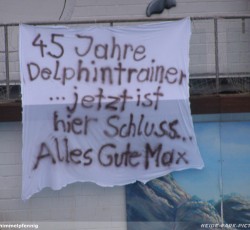 45 Jahre
Delphintrainer
...jetzt ist
hier Schluss..
Alles Gute Max